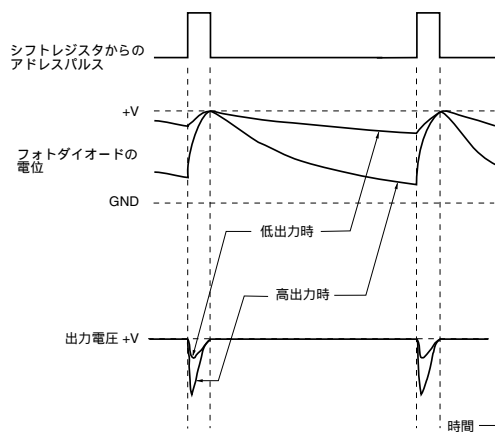 シフトレジスタからの
アドレスパルス
+V
フォトダイオードの
電位
GND
低出力時
高出力時
出力電圧 +V
時間